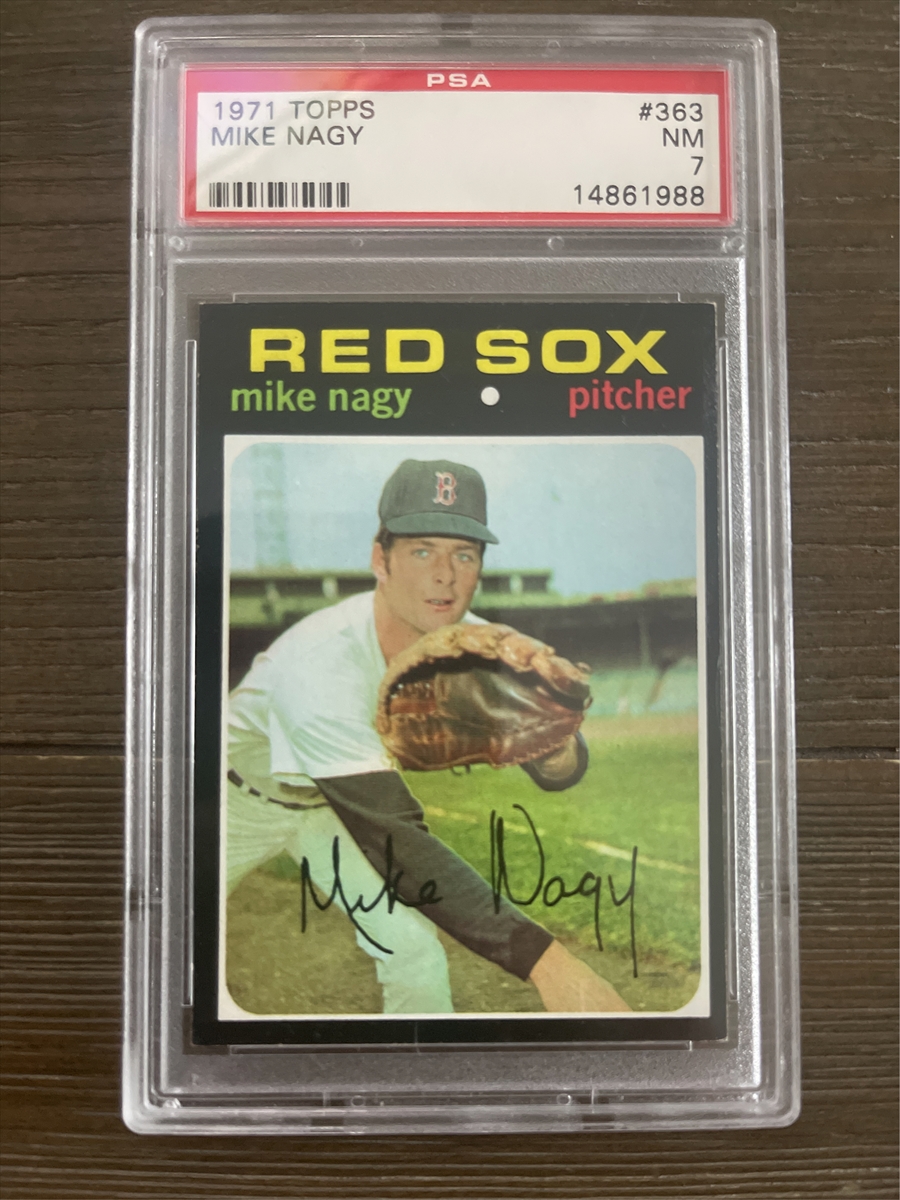 PSA
1971 TOPPS #363
MIKE NAGY NM
7
14861988
RED SOX
mike nagy pitcher
B
Mike Nagy